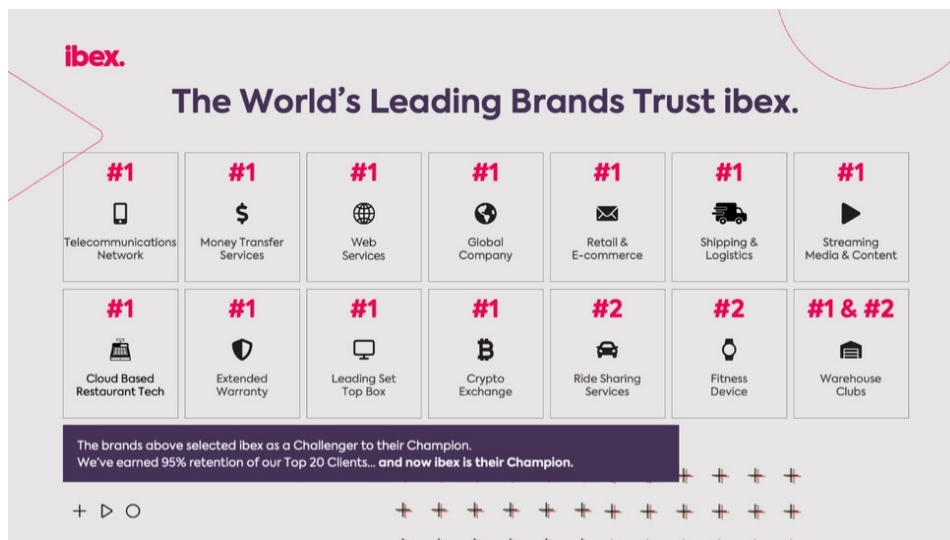 ibex.
The World's Leading Brands Trust ibex.
#1
Telecommunications
Network
#1
Money Transfer
Services
#1
Web
Services
#1
Global
Company
#1
Retail &
E-commerce
#1
Shipping &
Logistics
#1
Streaming
Media & Content
#1
Cloud Based
Restaurant Tech
#1
Extended
Warranty
#1
Leading Set
Top Box
#1
Crypto
Exchange
#2
Ride Sharing
Services
#2
Fitness
Device
#1 & #2
Warehouse
Clubs
The brands above selected ibex as a Challenger to their Champion.
We've earned 95% retention of our Top 20 Clients... and now ibex is their Champion.